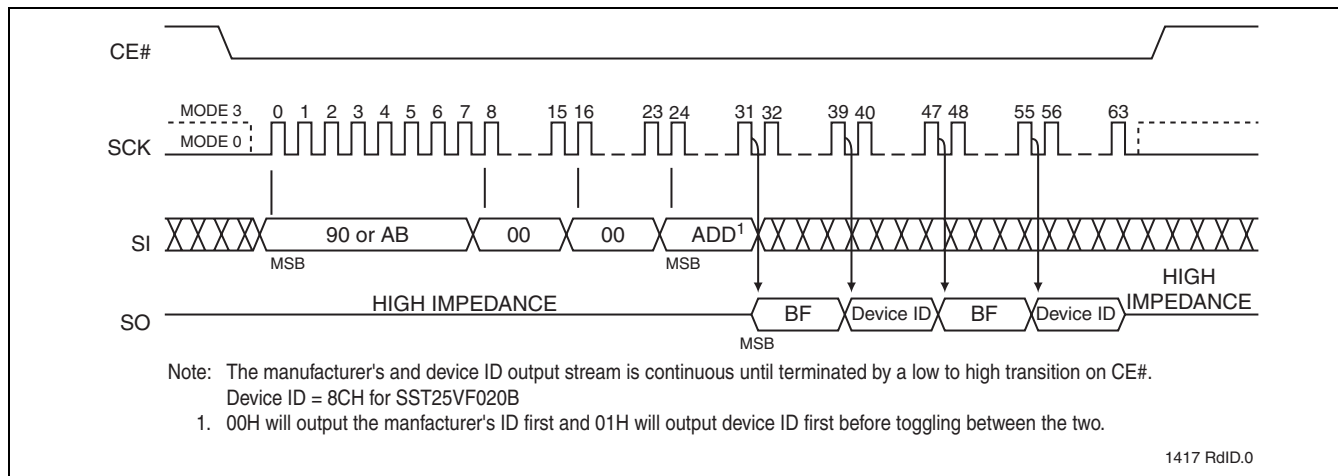 CE#
MODE 3
0 1 2 3 4 5 6 7 8 15 16 23 24 31 32 39 40 47 48 55 56 63
SCK
MODE 0
SI
90 or AB 00 00 ADD1
MSB MSB
HIGH IMPEDANCE
HIGH IMPEDANCE
SO
BF Device ID BF Device ID
MSB
Note: The manufacturer's and device ID output stream is continuous until terminated by a low to high transition on CE#.
Device ID = 8CH for SST25VF020B
1. 00H will output the manfacturer's ID first and 01H will output device ID first before toggling between the two.
1417 RdID.0